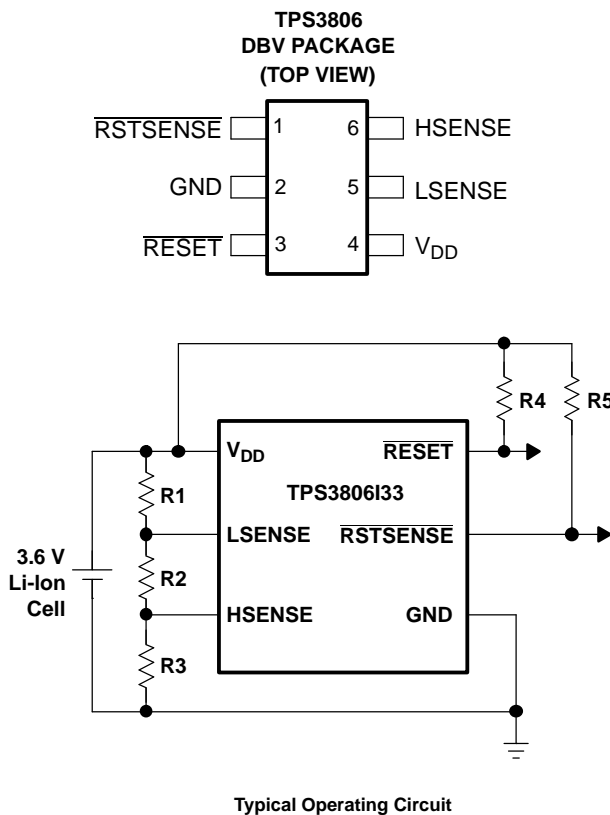 TPS3806
DBV PACKAGE
(TOP VIEW)
RSTSENSE 1 6 HSENSE
GND 2 5 LSENSE
RESET 3 4 VDD
R4 R5
VDD RESET
R1
TPS3806I33
LSENSE RSTSENSE
3.6 V
Li-Ion
Cell
R2
HSENSE GND
R3
Typical Operating Circuit